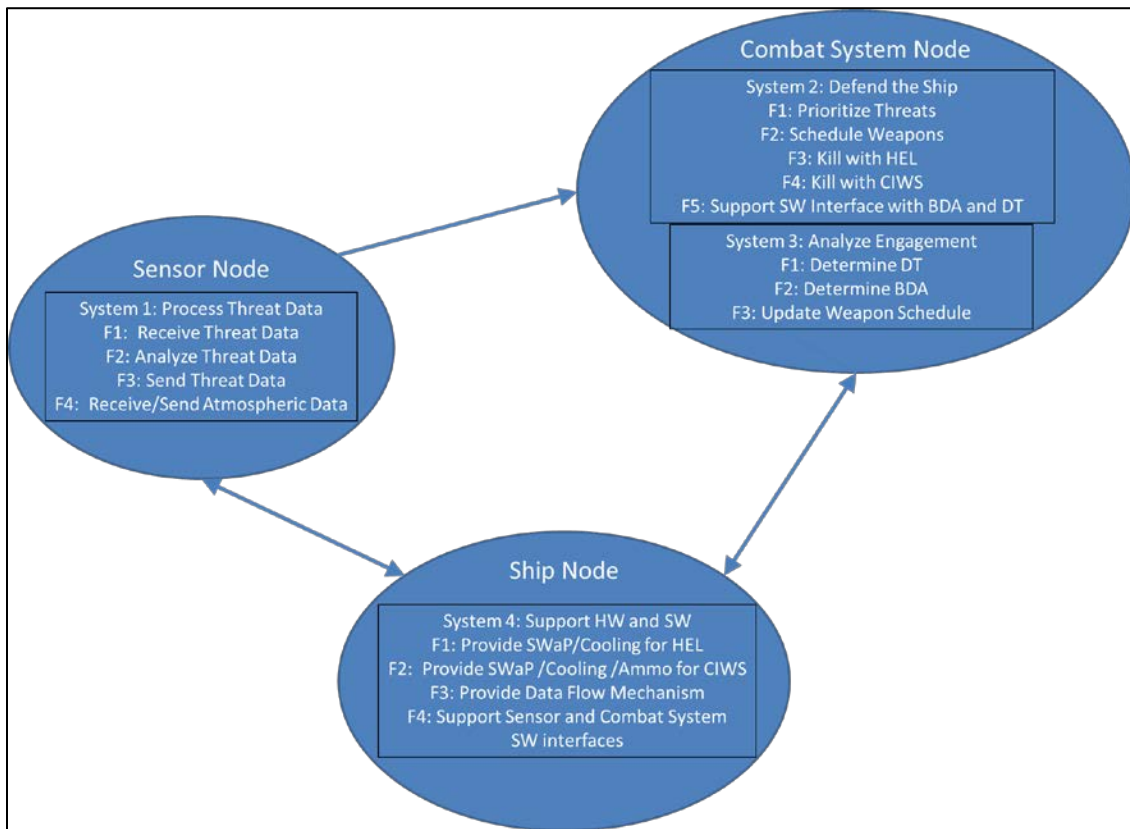 Combat System Node
System 2: Defend the Ship
F1: Prioritize Threats
F2: Schedule Weapons
F3: Kill with HEL
F4: Kill with CIWS
F5: Support SW Interface with BDA and DT
System 3: Analyze Engagement
F1: Determine DT
F2: Determine BDA
F3: Update Weapon Schedule
Sensor Node
System 1: Process Threat Data
F1: Receive Threat Data
F2: Analyze Threat Data
F3: Send Threat Data
F4: Receive/Send Atmospheric Data
Ship Node
System 4: Support HW and SW
F1: Provide SWaP/Cooling for HEL
F2: Provide SWaP /Cooling /Ammo for CIWS
F3: Provide Data Flow Mechanism
F4: Support Sensor and Combat System
SW interfaces